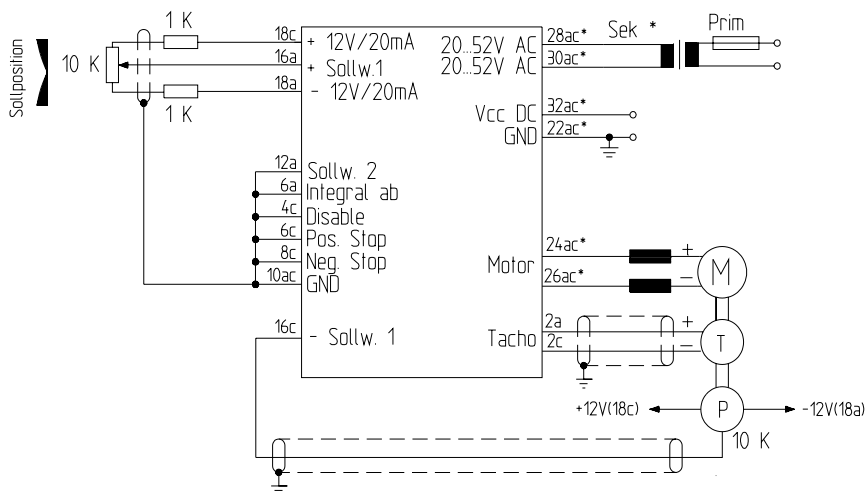 Sollposition
10 K
1 K
1 K
18c
16a
18a
+ 12V/20mA
+ Sollw.1
- 12V/20mA
12a
6a
4c
6c
8c
10ac
Sollw. 2
Integral ab
Disable
Pos. Stop
Neg. Stop
GND
16c
- Sollw. 1
20...52V AC
20...52V AC
28ac*
30ac*
Sek *
Prim
Vcc DC
GND
32ac*
22ac*
Motor
24ac*
26ac*
+
-
M
Tacho
2a
2c
+
-
T
+12V(18c)
P
-12V(18a)
10 K